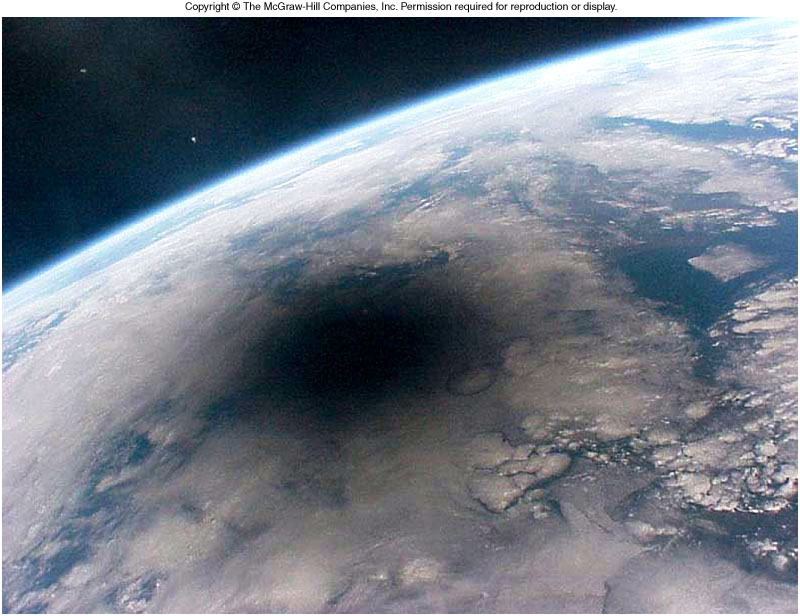 Copyright © The McGraw-Hill Companies, Inc. Permission required for reproduction or display.